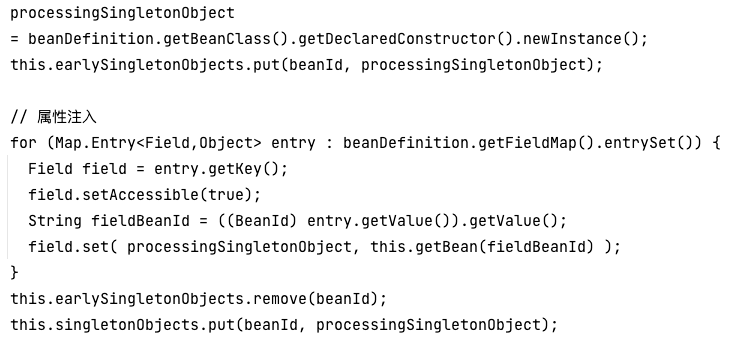 processingSingletonObject
= beanDefinition.getBeanClass().getDeclaredConstructor().newInstance();
this.earlySingletonObjects.put(beanId, processingSingletonObject);
// 属性注入
for (Map.Entry<Field,Object> entry : beanDefinition.getFieldMap().entrySet()) {
Field field = entry.getKey();
field.setAccessible(true);
String fieldBeanId = ((BeanId) entry.getValue()).getValue();
field.set( processingSingletonObject, this.getBean(fieldBeanId) );
}
this.earlySingletonObjects.remove(beanId);
this.singletonObjects.put(beanId, processingSingletonObject);